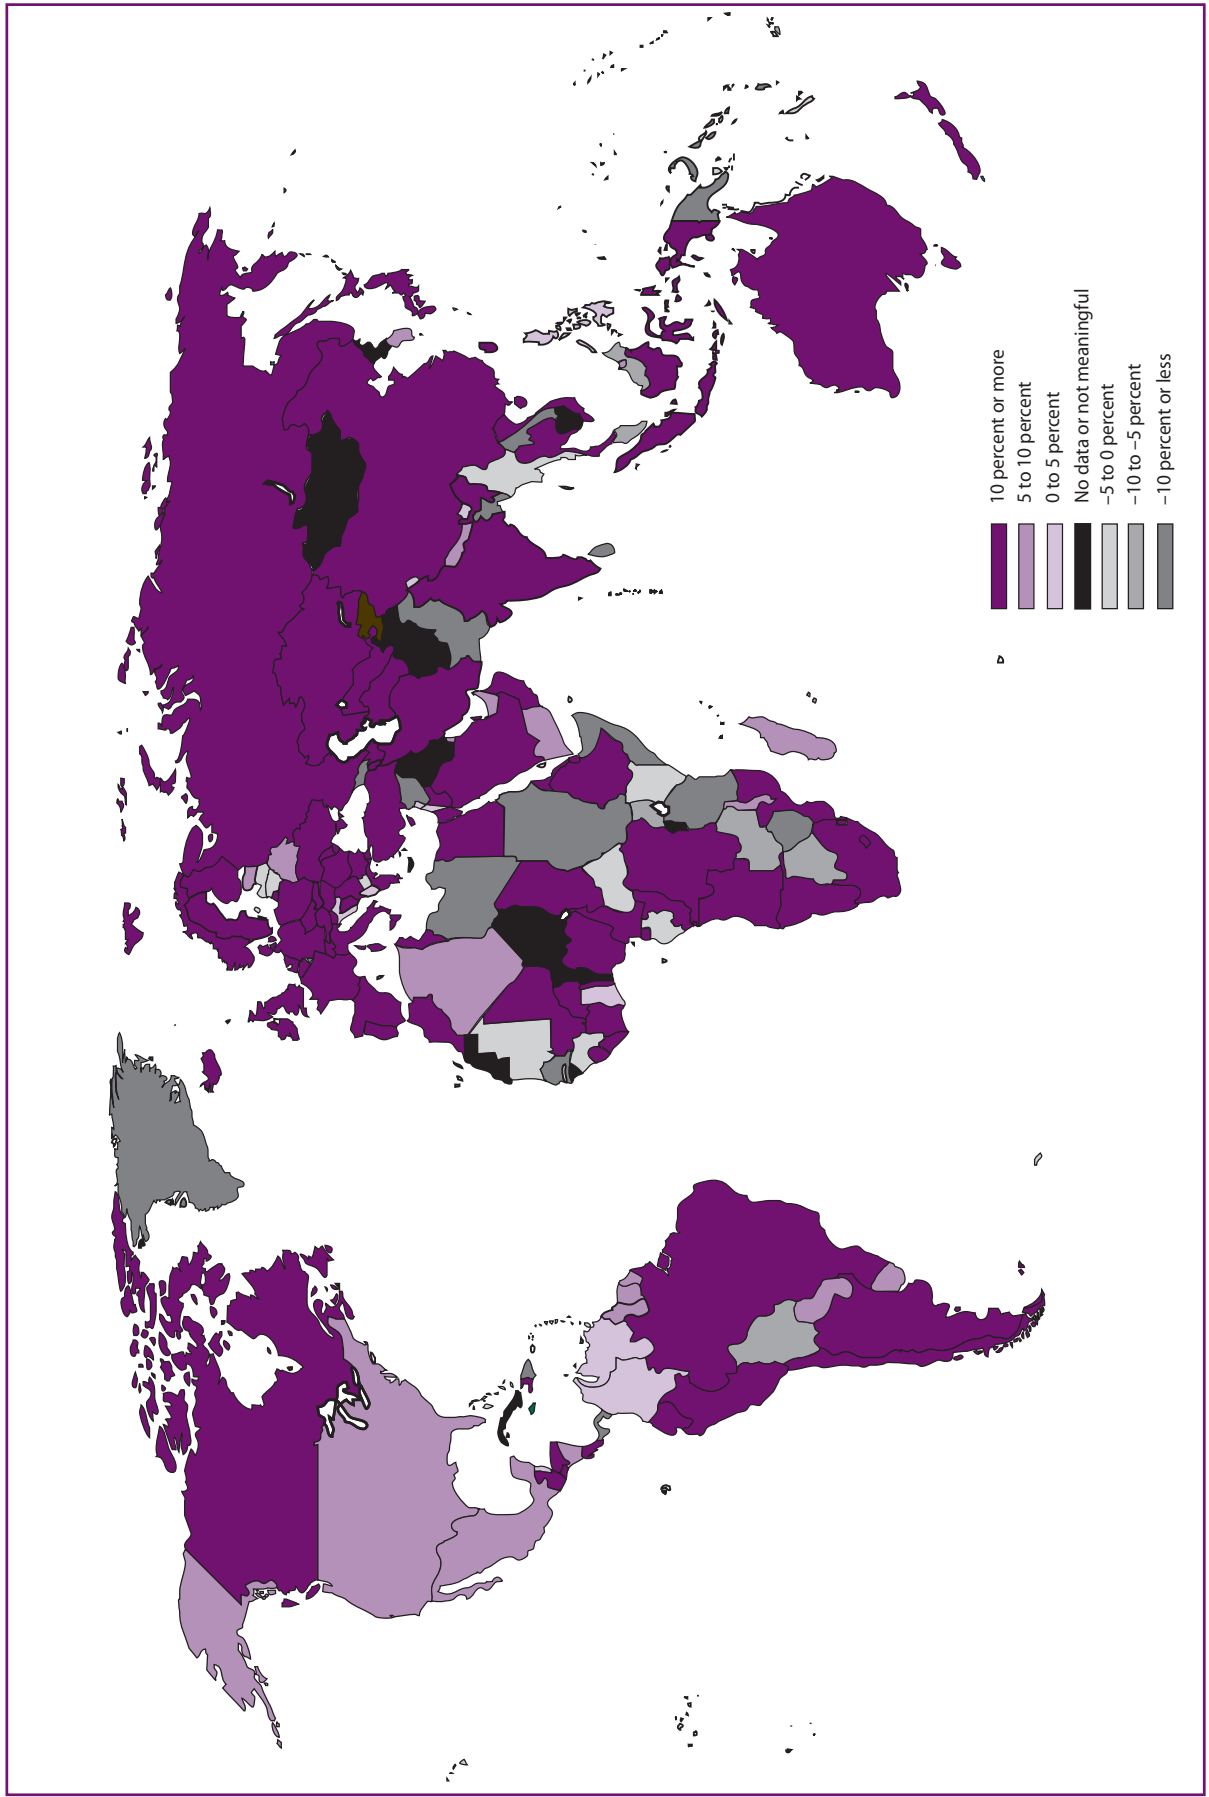 10 percent or more
5 to 10 percent
0 to 5 percent
No data or not meaningful
–5 to 0 percent
–10 to –5 percent
–10 percent or less